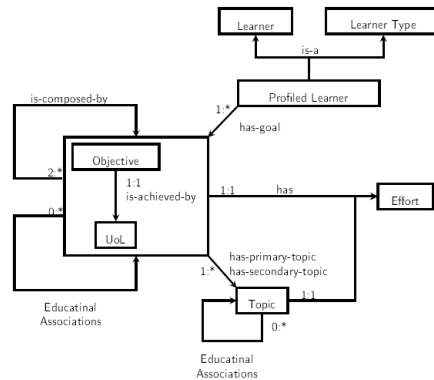 Learner
Learner Type
is-a
is-composed-by
Profiled Learner
1:*
has-goal
Objective
2:*
1:1
is-achieved-by
1:1
has
Effort
0:*
UoL
has-primary-topic
has-secondary-topic
1:*
Topic
1:1
Educatinal
Associations
0:*
Educatinal
Associations